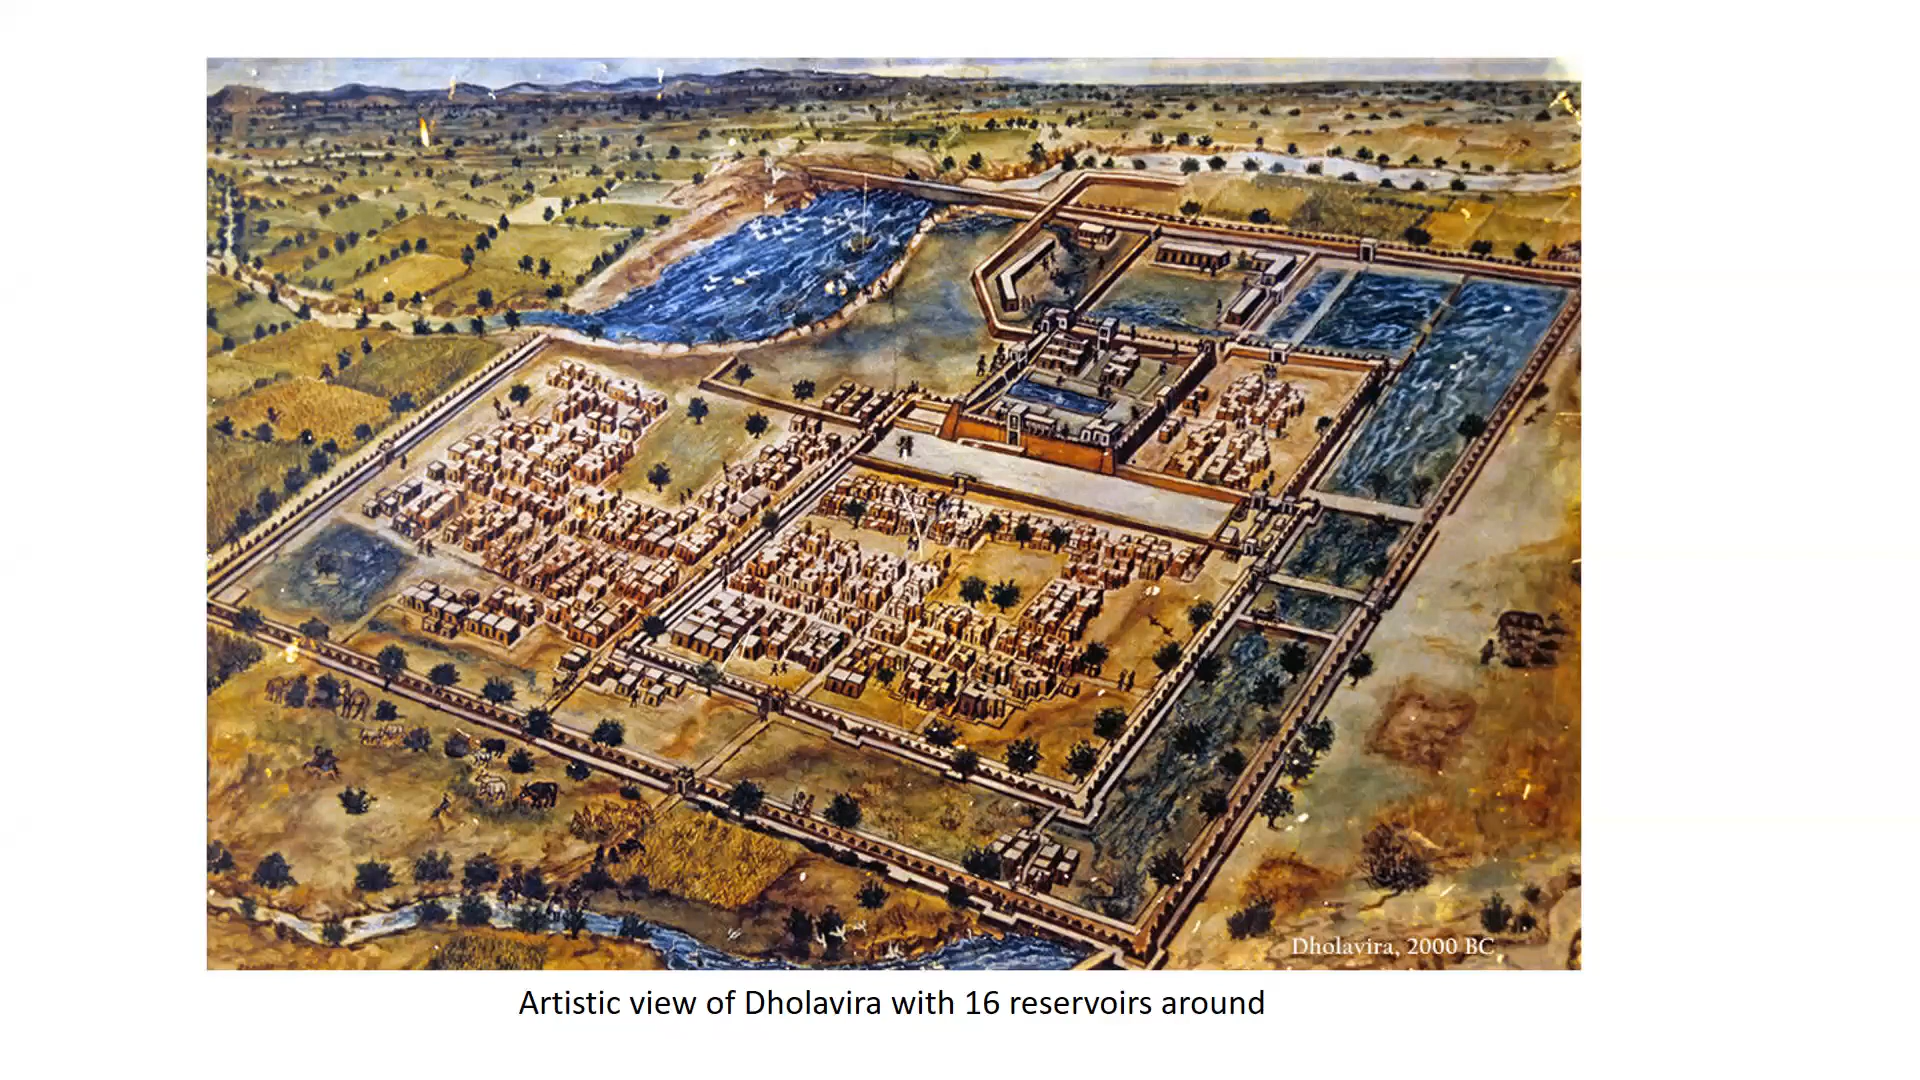 Dholavira, 2000 BC
Artistic view of Dholavira with 16 reservoirs around